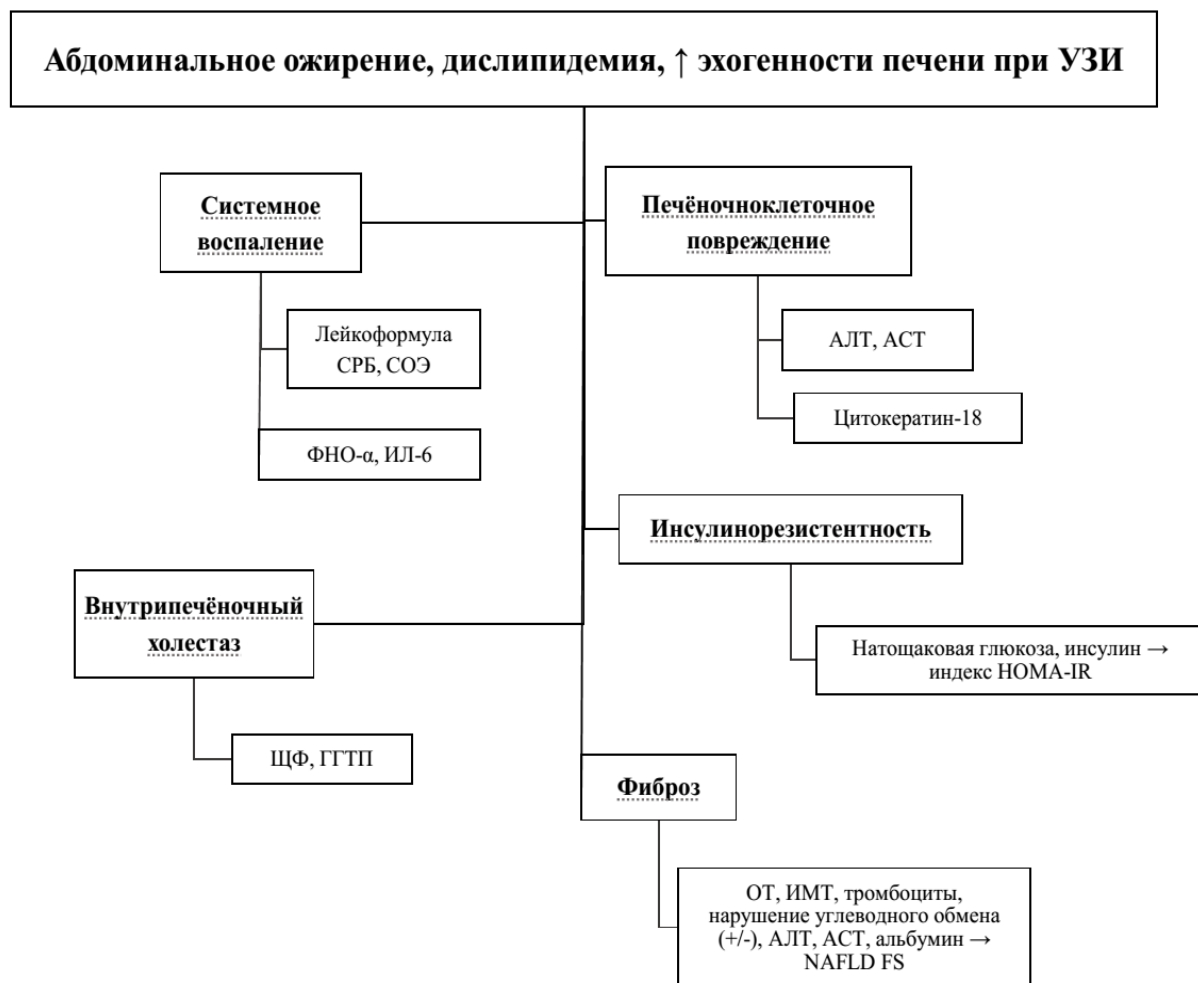 Абдоминальное ожирение, дислипидемия, ↑ эхогенности печени при УЗИ
Системное
воспаление
Лейкоформула
СРБ, СОЭ
ФНО-α, ИЛ-6
Печёночноклеточное
повреждение
АЛТ, АСТ
Цитокератин-18
Инсулинорезистентность
Натощаковая глюкоза, инсулин →
индекс HOMA-IR
Внутрипечёночный
холестаз
ЩФ, ГГТП
Фиброз
ОТ, ИМТ, тромбоциты,
нарушение углеводного обмена
(+/-), АЛТ, АСТ, альбумин →
NAFLD FS